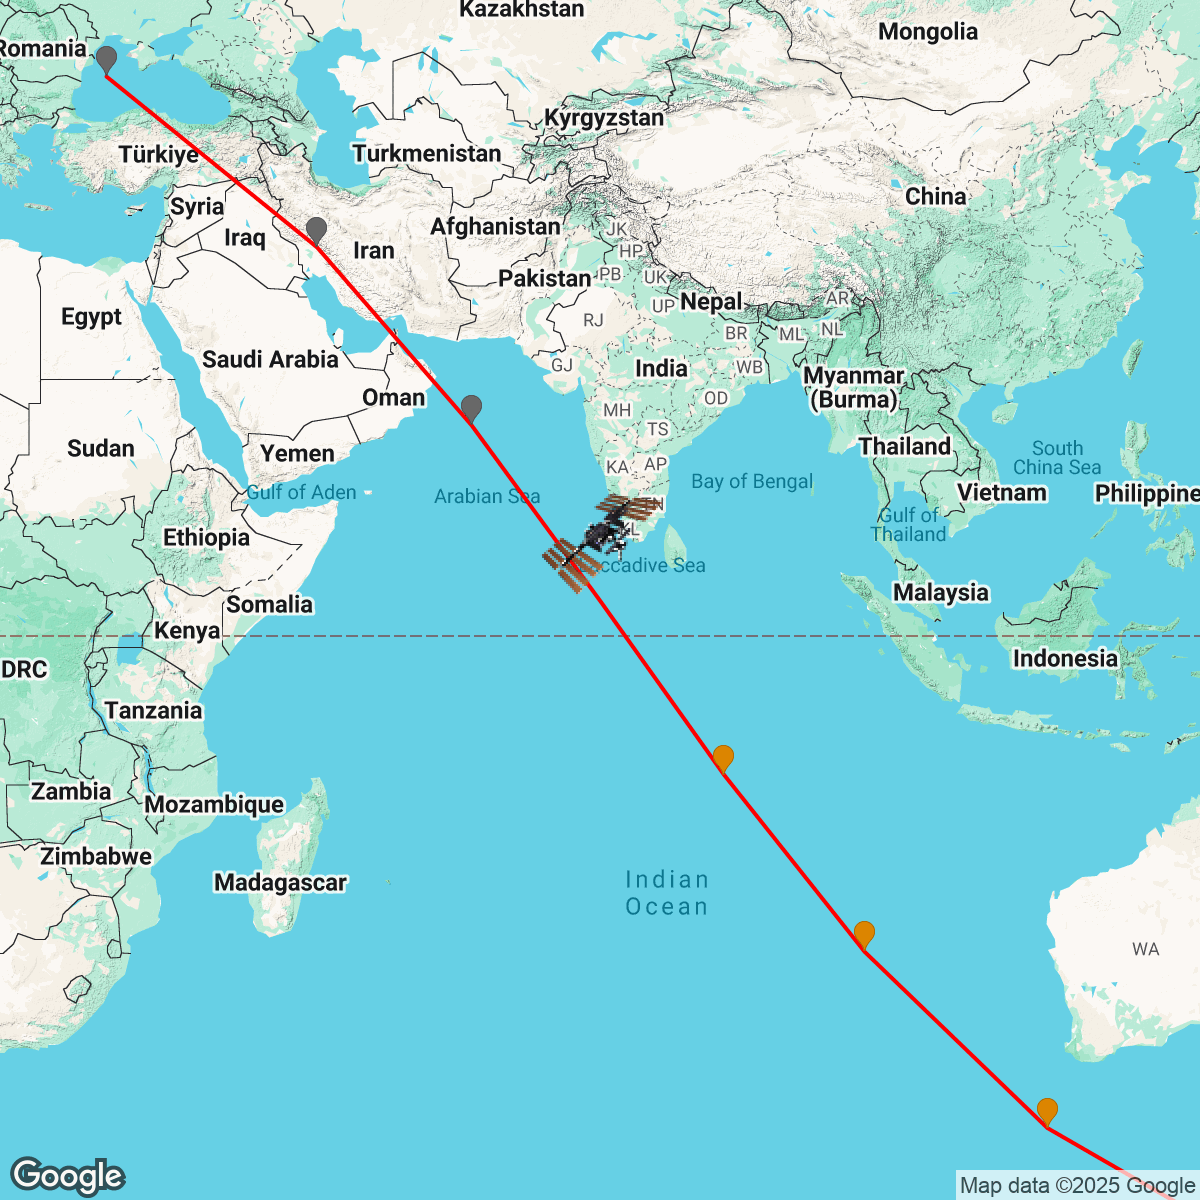 Kazakhstan
Mongolia
Romania
Kyrgyzstan
Türkiye
Turkmenistan
China
Syria
Afghanistan
JK
Iraq
Iran
HP
Pakistan
PB
UK
Nepal
AR
UP
Egypt
RJ
BR
ML
NL
Saudi Arabia
GJ
India
WB
Myanmar
(Burma)
Oman
MH
OD
TS
Sudan
Yemen
KA
AP
Thailand
South
China Sea
Bay of Bengal
Gulf of Aden
Arabian Sea
Vietnam
Philippine
Gulf of
Thailand
Ethiopia
Laccadive Sea
Malaysia
Somalia
Kenya
DRC
Indonesia
Tanzania
Zambia
Mozambique
Zimbabwe
Madagascar
Indian
Ocean
WA
Google
Map data ©2025 Google